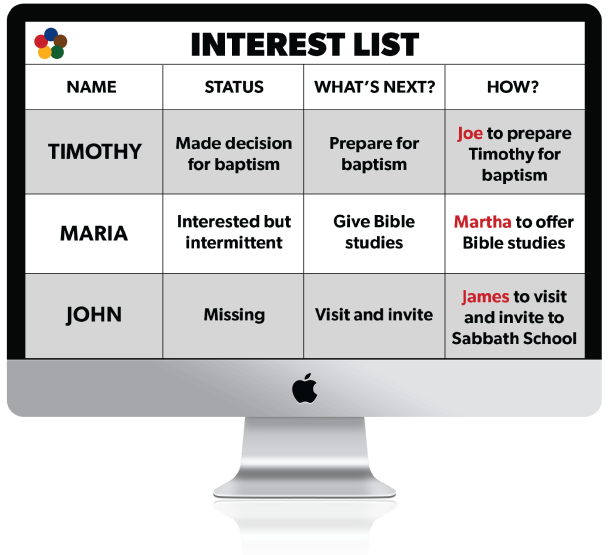 INTEREST LIST
NAME STATUS WHAT'S NEXT? HOW?
TIMOTHY
Made decision
for baptism
Prepare for
baptism
Joe to prepare
Timothy for
baptism
MARIA
Interested but
intermittent
Give Bible
studies
Martha to offer
Bible studies
JOHN
Missing
Visit and invite
James to visit
and invite to
Sabbath School